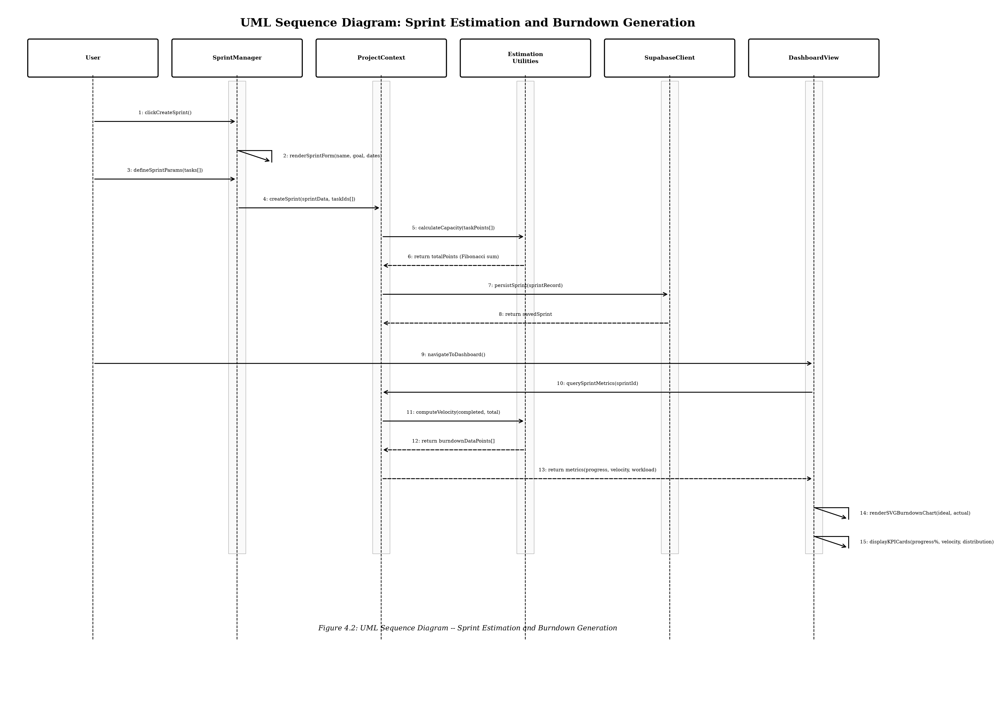 UML Sequence Diagram: Sprint Estimation and Burndown Generation
User
SprintManager
ProjectContext
Estimation
Utilities
SupabaseClient
DashboardView
1: clickCreateSprint()
2: renderSprintForm(name, goal, dates)
3: defineSprintParams(tasks[])
4: createSprint(sprintData, taskIds[])
5: calculateCapacity(taskPoints[])
6: return totalPoints (Fibonacci sum)
7: persistSprint(sprintRecord)
8: return savedSprint
9: navigateToDashboard()
10: querySprintMetrics(sprintId)
11: computeVelocity(completed, total)
12: return burndownDataPoints[]
13: return metrics(progress, velocity, workload)
14: renderSVGBurndownChart(ideal, actual)
15: displayKPICards(progress%, velocity, distribution)
Figure 4.2: UML Sequence Diagram -- Sprint Estimation and Burndown Generation